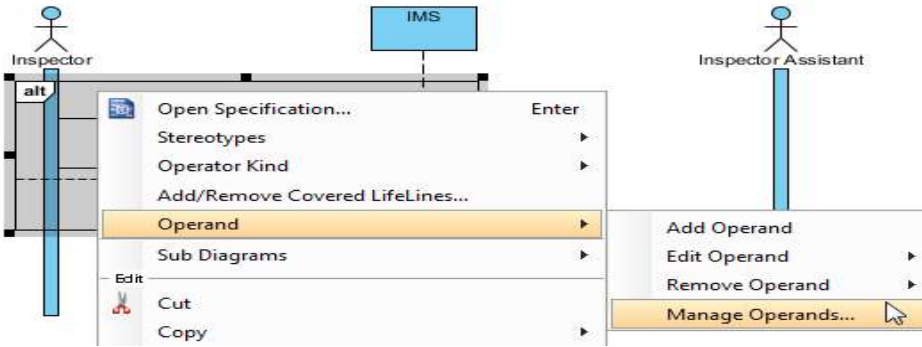 IMS
Inspector
Inspector Assistant
alt
Open Specification... Enter
Stereotypes
Operator Kind
Add/Remove Covered LifeLines...
Operand
Add Operand
Sub Diagrams
Edit Operand
Edit
Remove Operand
Cut
Manage Operands...
Copy